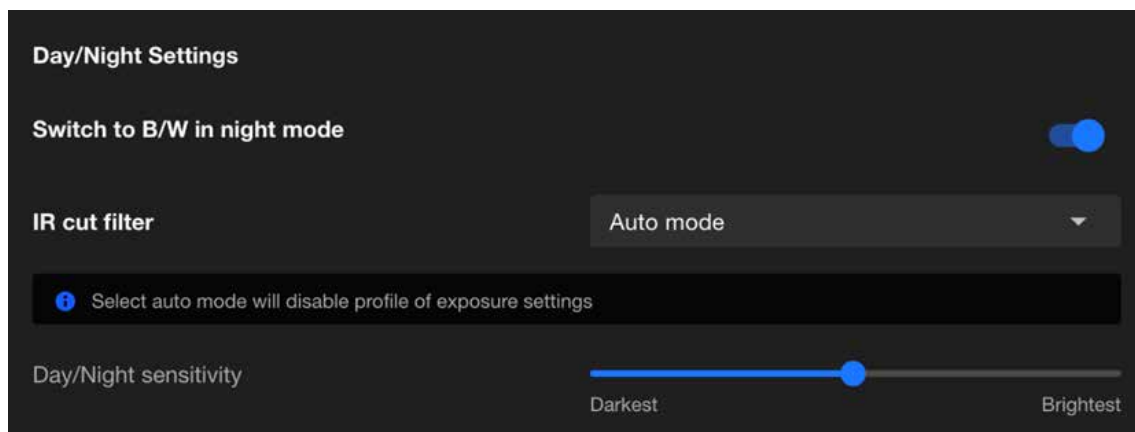 Day/Night Settings
Switch to B/W in night mode
IR cut filter
Auto mode
Select auto mode will disable profile of exposure settings
Day/Night sensitivity
Darkest
Brightest